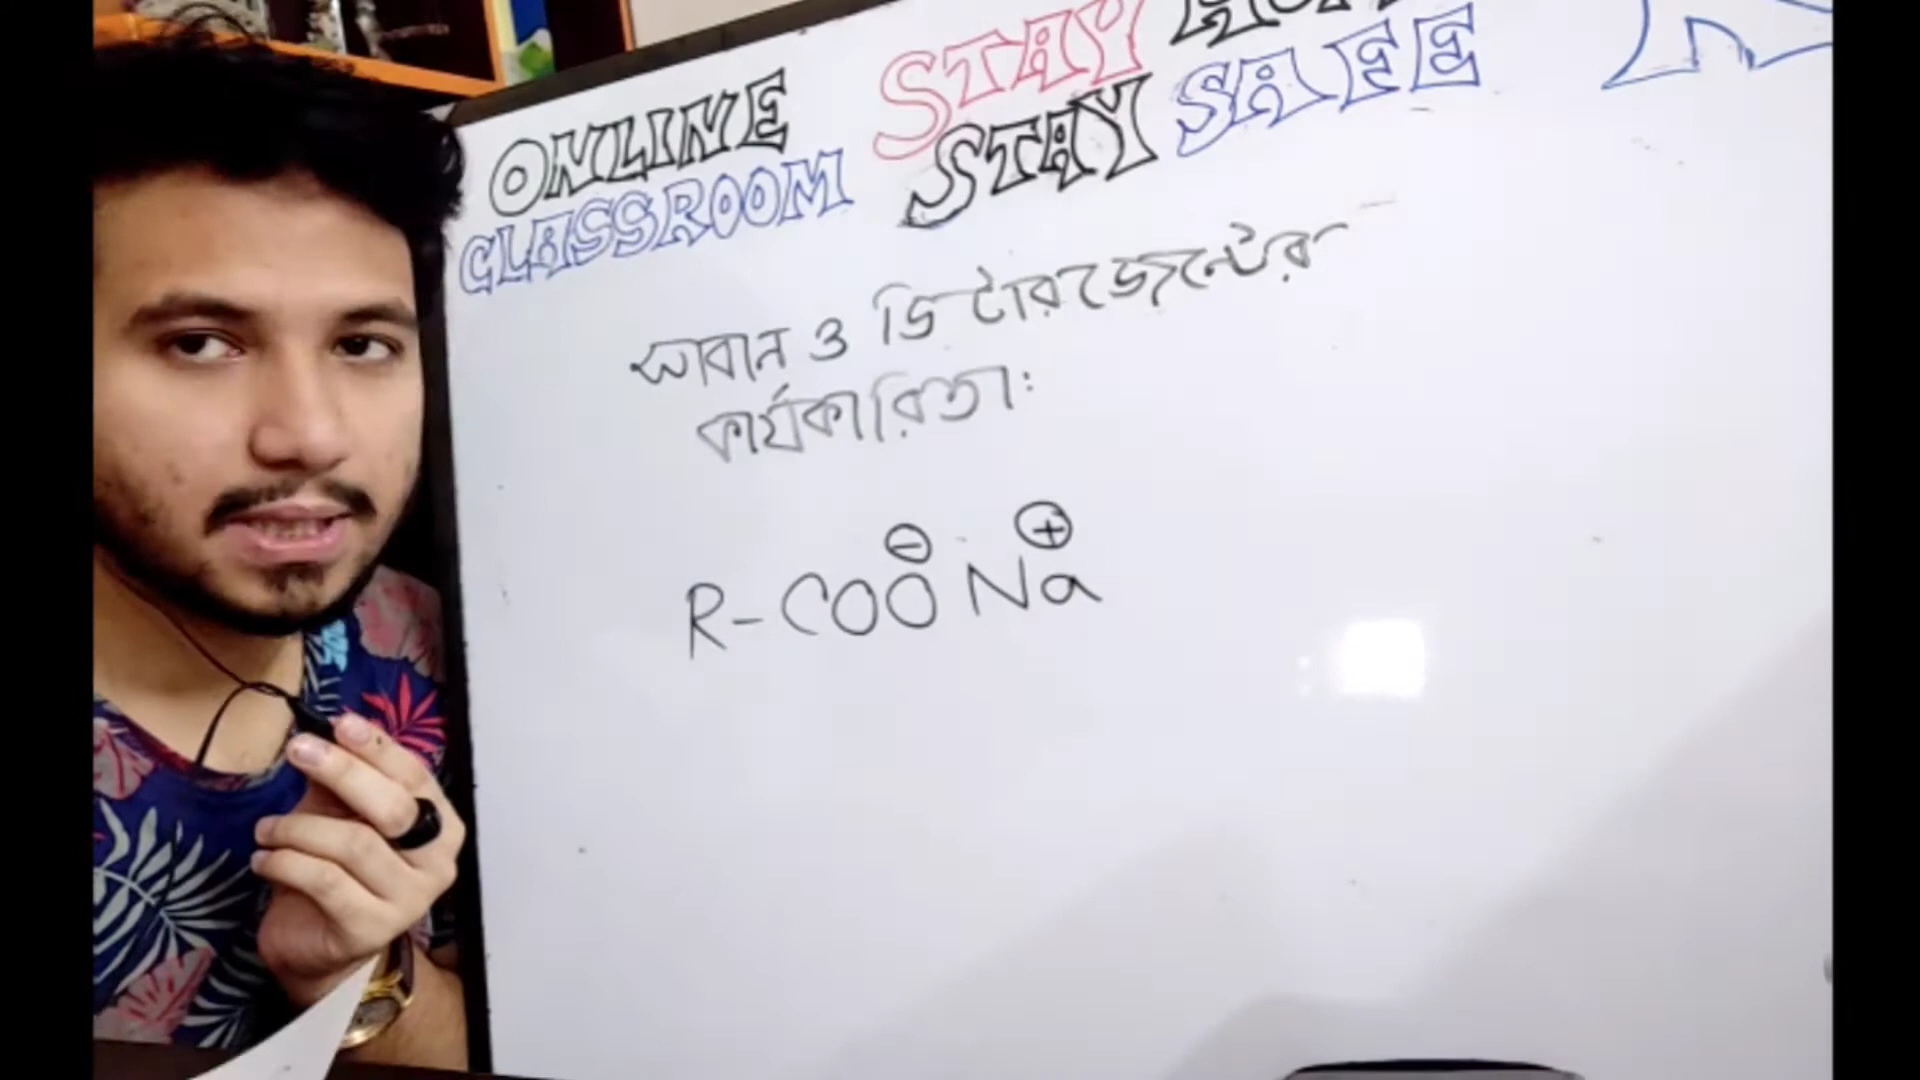 ONLINE
CLASSROOM
STAY
STAY SAFE
সাবান ও ডিটারজেন্টের
কার্যকারিতাঃ
R-COO⊖ Na⊕